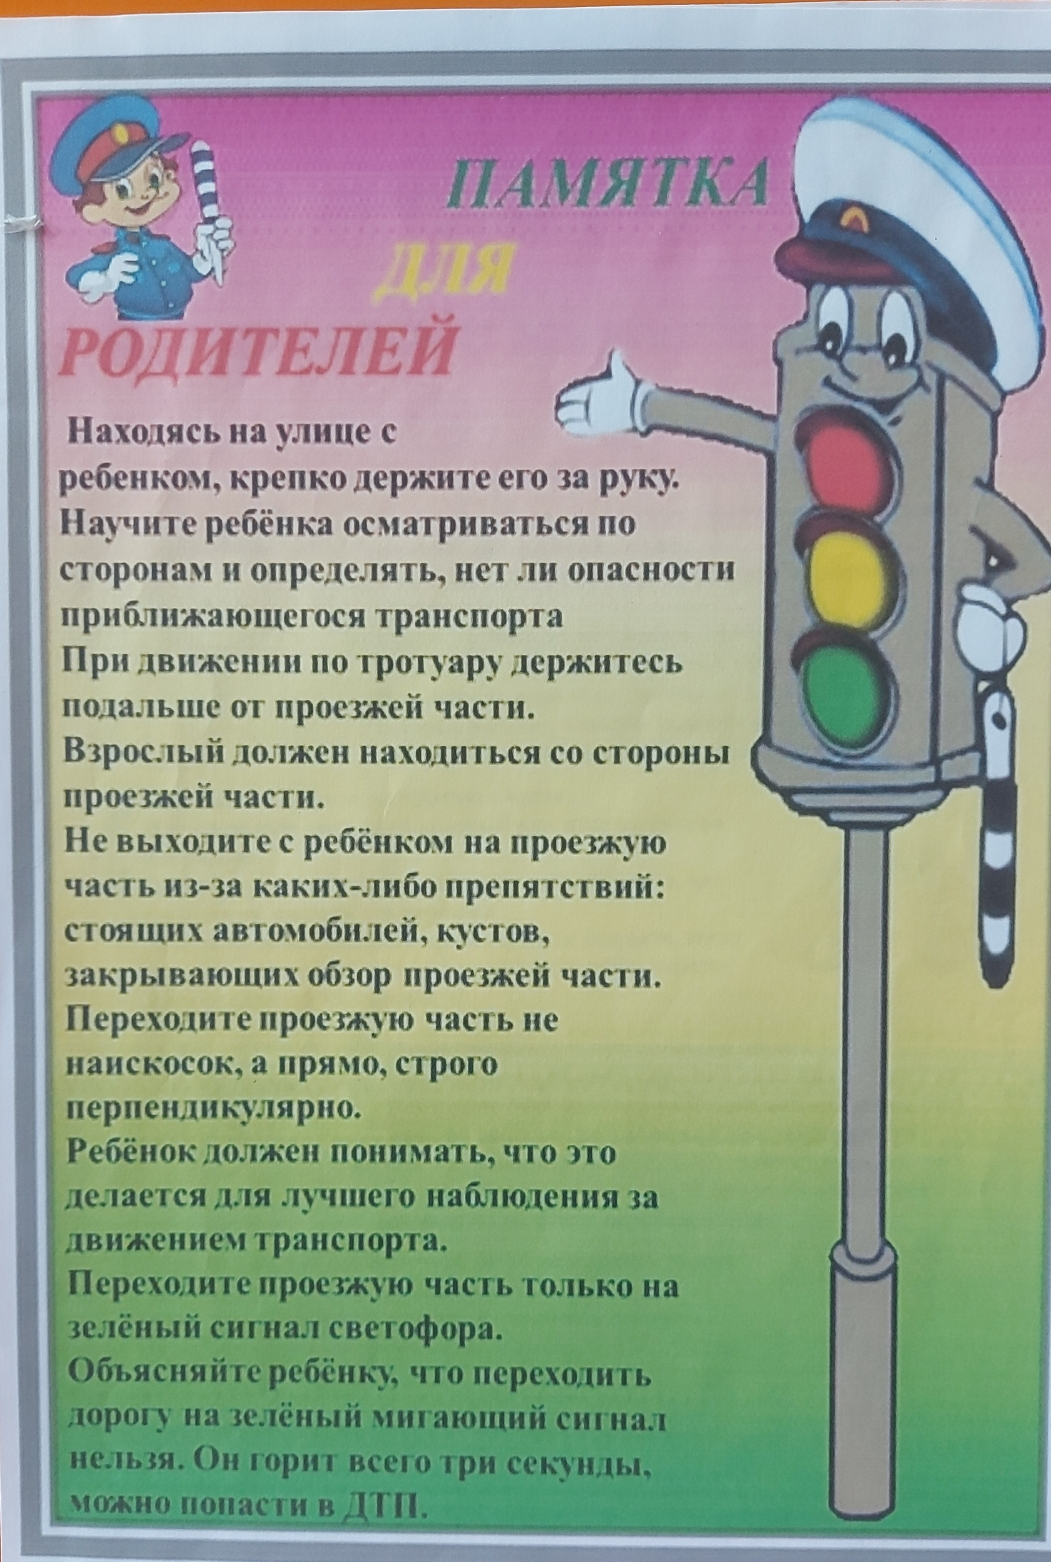 ПАМЯТКА
ДЛЯ
РОДИТЕЛЕЙ
Находясь на улице с
ребенком, крепко держите его за руку.
Научите ребёнка осматриваться по
сторонам и определять, нет ли опасности
приближающегося транспорта
При движении по тротуару держитесь
подальше от проезжей части.
Взрослый должен находиться со стороны
проезжей части.
Не выходите с ребёнком на проезжую
часть из-за каких-либо препятствий:
стоящих автомобилей, кустов,
закрывающих обзор проезжей части.
Переходите проезжую часть не
наискосок, а прямо, строго
перпендикулярно.
Ребёнок должен понимать, что это
делается для лучшего наблюдения за
движением транспорта.
Переходите проезжую часть только на
зелёный сигнал светофора.
Объясняйте ребёнку, что переходить
дорогу на зелёный мигающий сигнал
нельзя. Он горит всего три секунды,
можно попасти в ДТП.